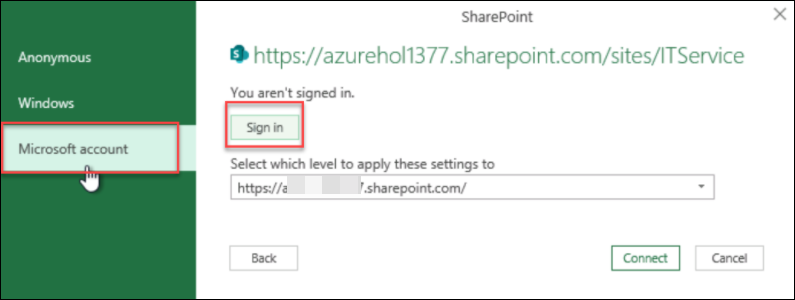 SharePoint
Anonymous
Windows
Microsoft account
https://azurehol1377.sharepoint.com/sites/ITService
You aren't signed in.
Sign in
Select which level to apply these settings to
https://a 7.sharepoint.com/
Back
Connect
Cancel